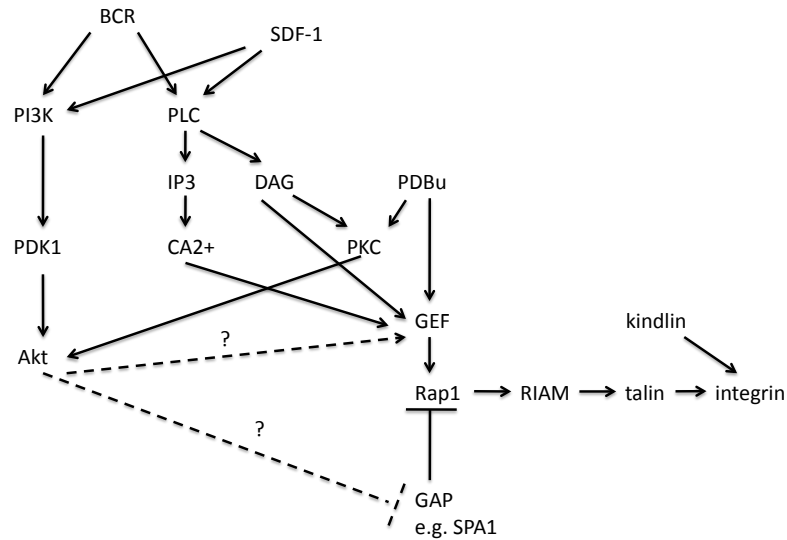 BCR
SDF-1
PI3K
PLC
IP3
DAG
PDBu
PDK1
CA2+
PKC
GEF
kindlin
?
Akt
Rap1
RIAM
talin
integrin
?
GAP
e.g. SPA1